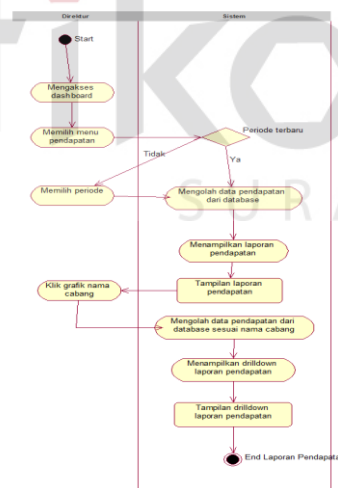 Direktur
Sistem
Start
Mengakses
dashboard
Memilih menu
pendapatan
Periode terbaru
Tidak
Ya
Memilih periode
Mengolah data pendapatan
dari database
SURA
Menampilkan laporan
pendapatan
Klik grafik nama
cabang
Tampilan laporan
pendapatan
Mengolah data pendapatan dari
database sesuai nama cabang
Menampilkan drilldown
laporan pendapatan
Tampilan drilldown
laporan pendapatan
End Laporan Pendapata